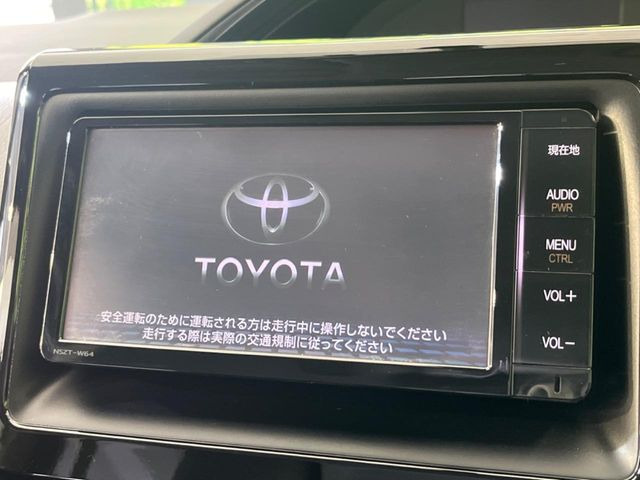 現在地
AUDIO
PWR
TOYOTA
MENU
CTRL
VOL+
安全運転のために運転される方は走行中に操作しないでください
走行する際は実際の交通規制に従ってください
VOL−
NSZT-W64